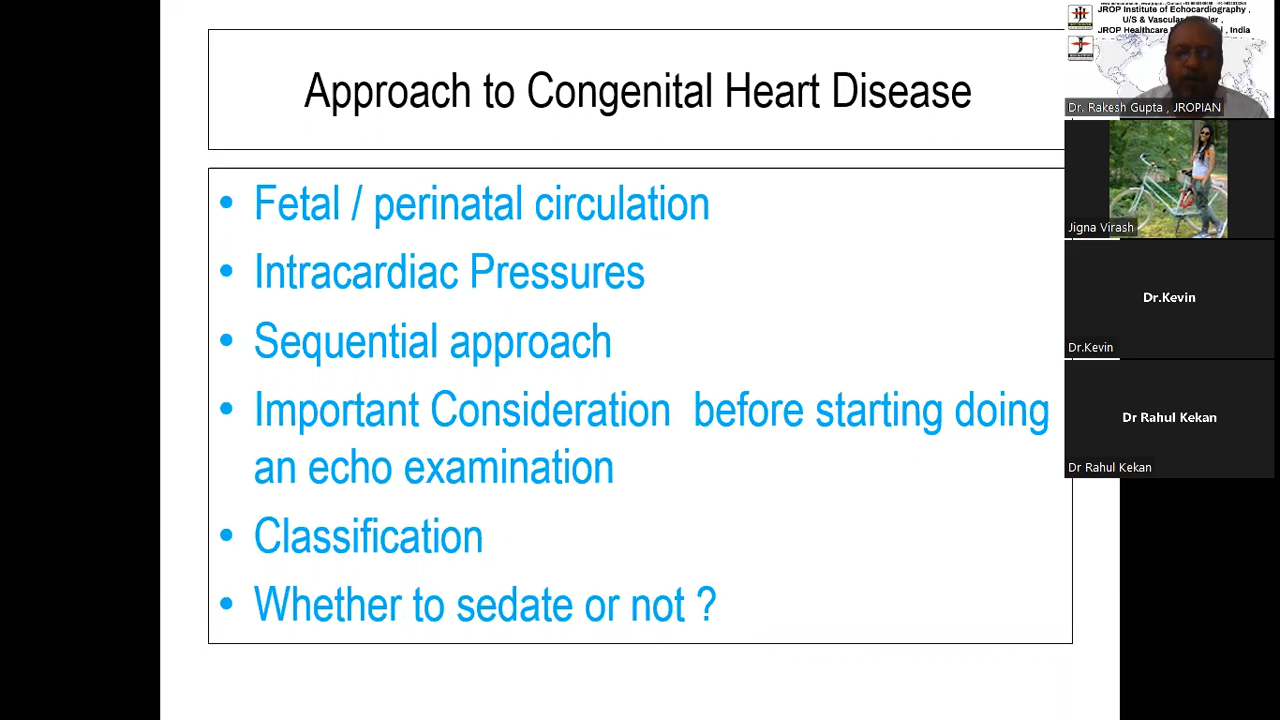 Approach to Congenital Heart Disease
• Fetal / perinatal circulation
• Intracardiac Pressures
• Sequential approach
• Important Consideration before starting doing
an echo examination
• Classification
• Whether to sedate or not ?
JROP Institute of Echocardiography ,
U/S & Vascular
JROP Healthcare , India
Dr. Rakesh Gupta , JROPIAN
Jigna Virash
Dr.Kevin
Dr.Kevin
Dr Rahul Kekan
Dr Rahul Kekan